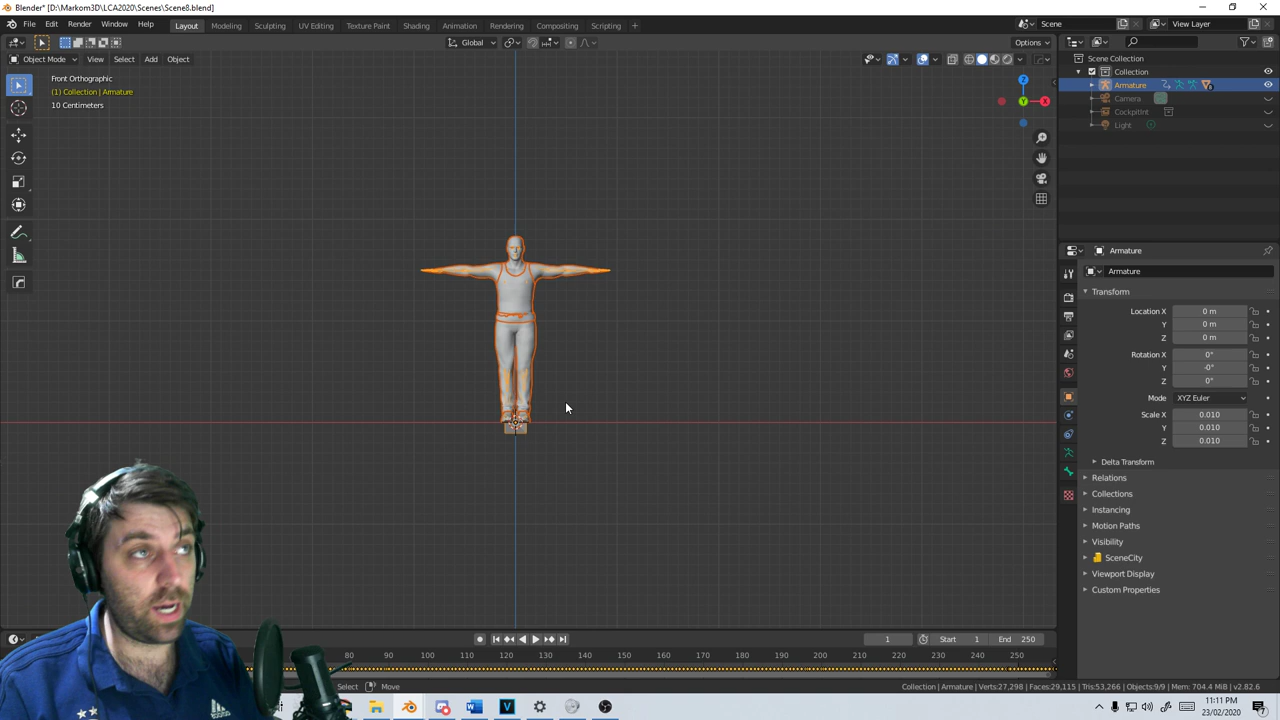 Blender* [D:\Markom3D\LCA2020\Scenes\Scene8.blend]
File Edit Render Window Help Layout Modeling Sculpting UV Editing Texture Paint Shading Animation Rendering Compositing Scripting + Scene View Layer
Global Options
Object Mode View Select Add Object
Front Orthographic
(1) Collection | Armature
10 Centimeters
Z
Y
X
Scene Collection
Collection
Armature
Camera
CockpitInt
Light
Armature
Armature
Transform
Location X 0 m
Y 0 m
Z 0 m
Rotation X 0°
Y -0°
Z 0°
Mode XYZ Euler
Scale X 0.010
Y 0.010
Z 0.010
Delta Transform
Relations
Collections
Instancing
Motion Paths
Visibility
SceneCity
Viewport Display
Custom Properties
1 Start 1 End 250
80 90 100 110 120 130 140 150 160 170 180 190 200 210 220 230 240 250
Select Move Collection | Armature | Verts:27,298 | Faces:29,115 | Tris:53,266 | Objects:9/9 | Mem: 704.4 MiB | v2.82.6
11:11 PM
23/02/2020